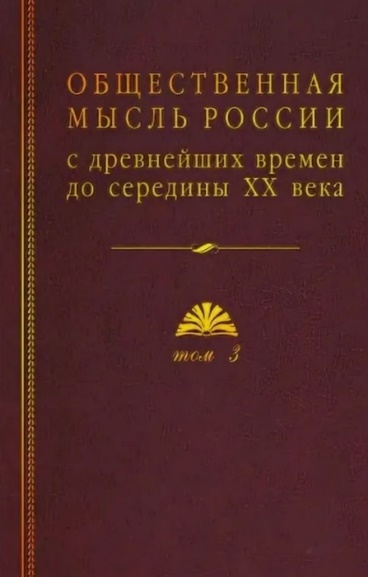 ОБЩЕСТВЕННАЯ
МЫСЛЬ РОССИИ
с древнейших времен
до середины XX века
том 3